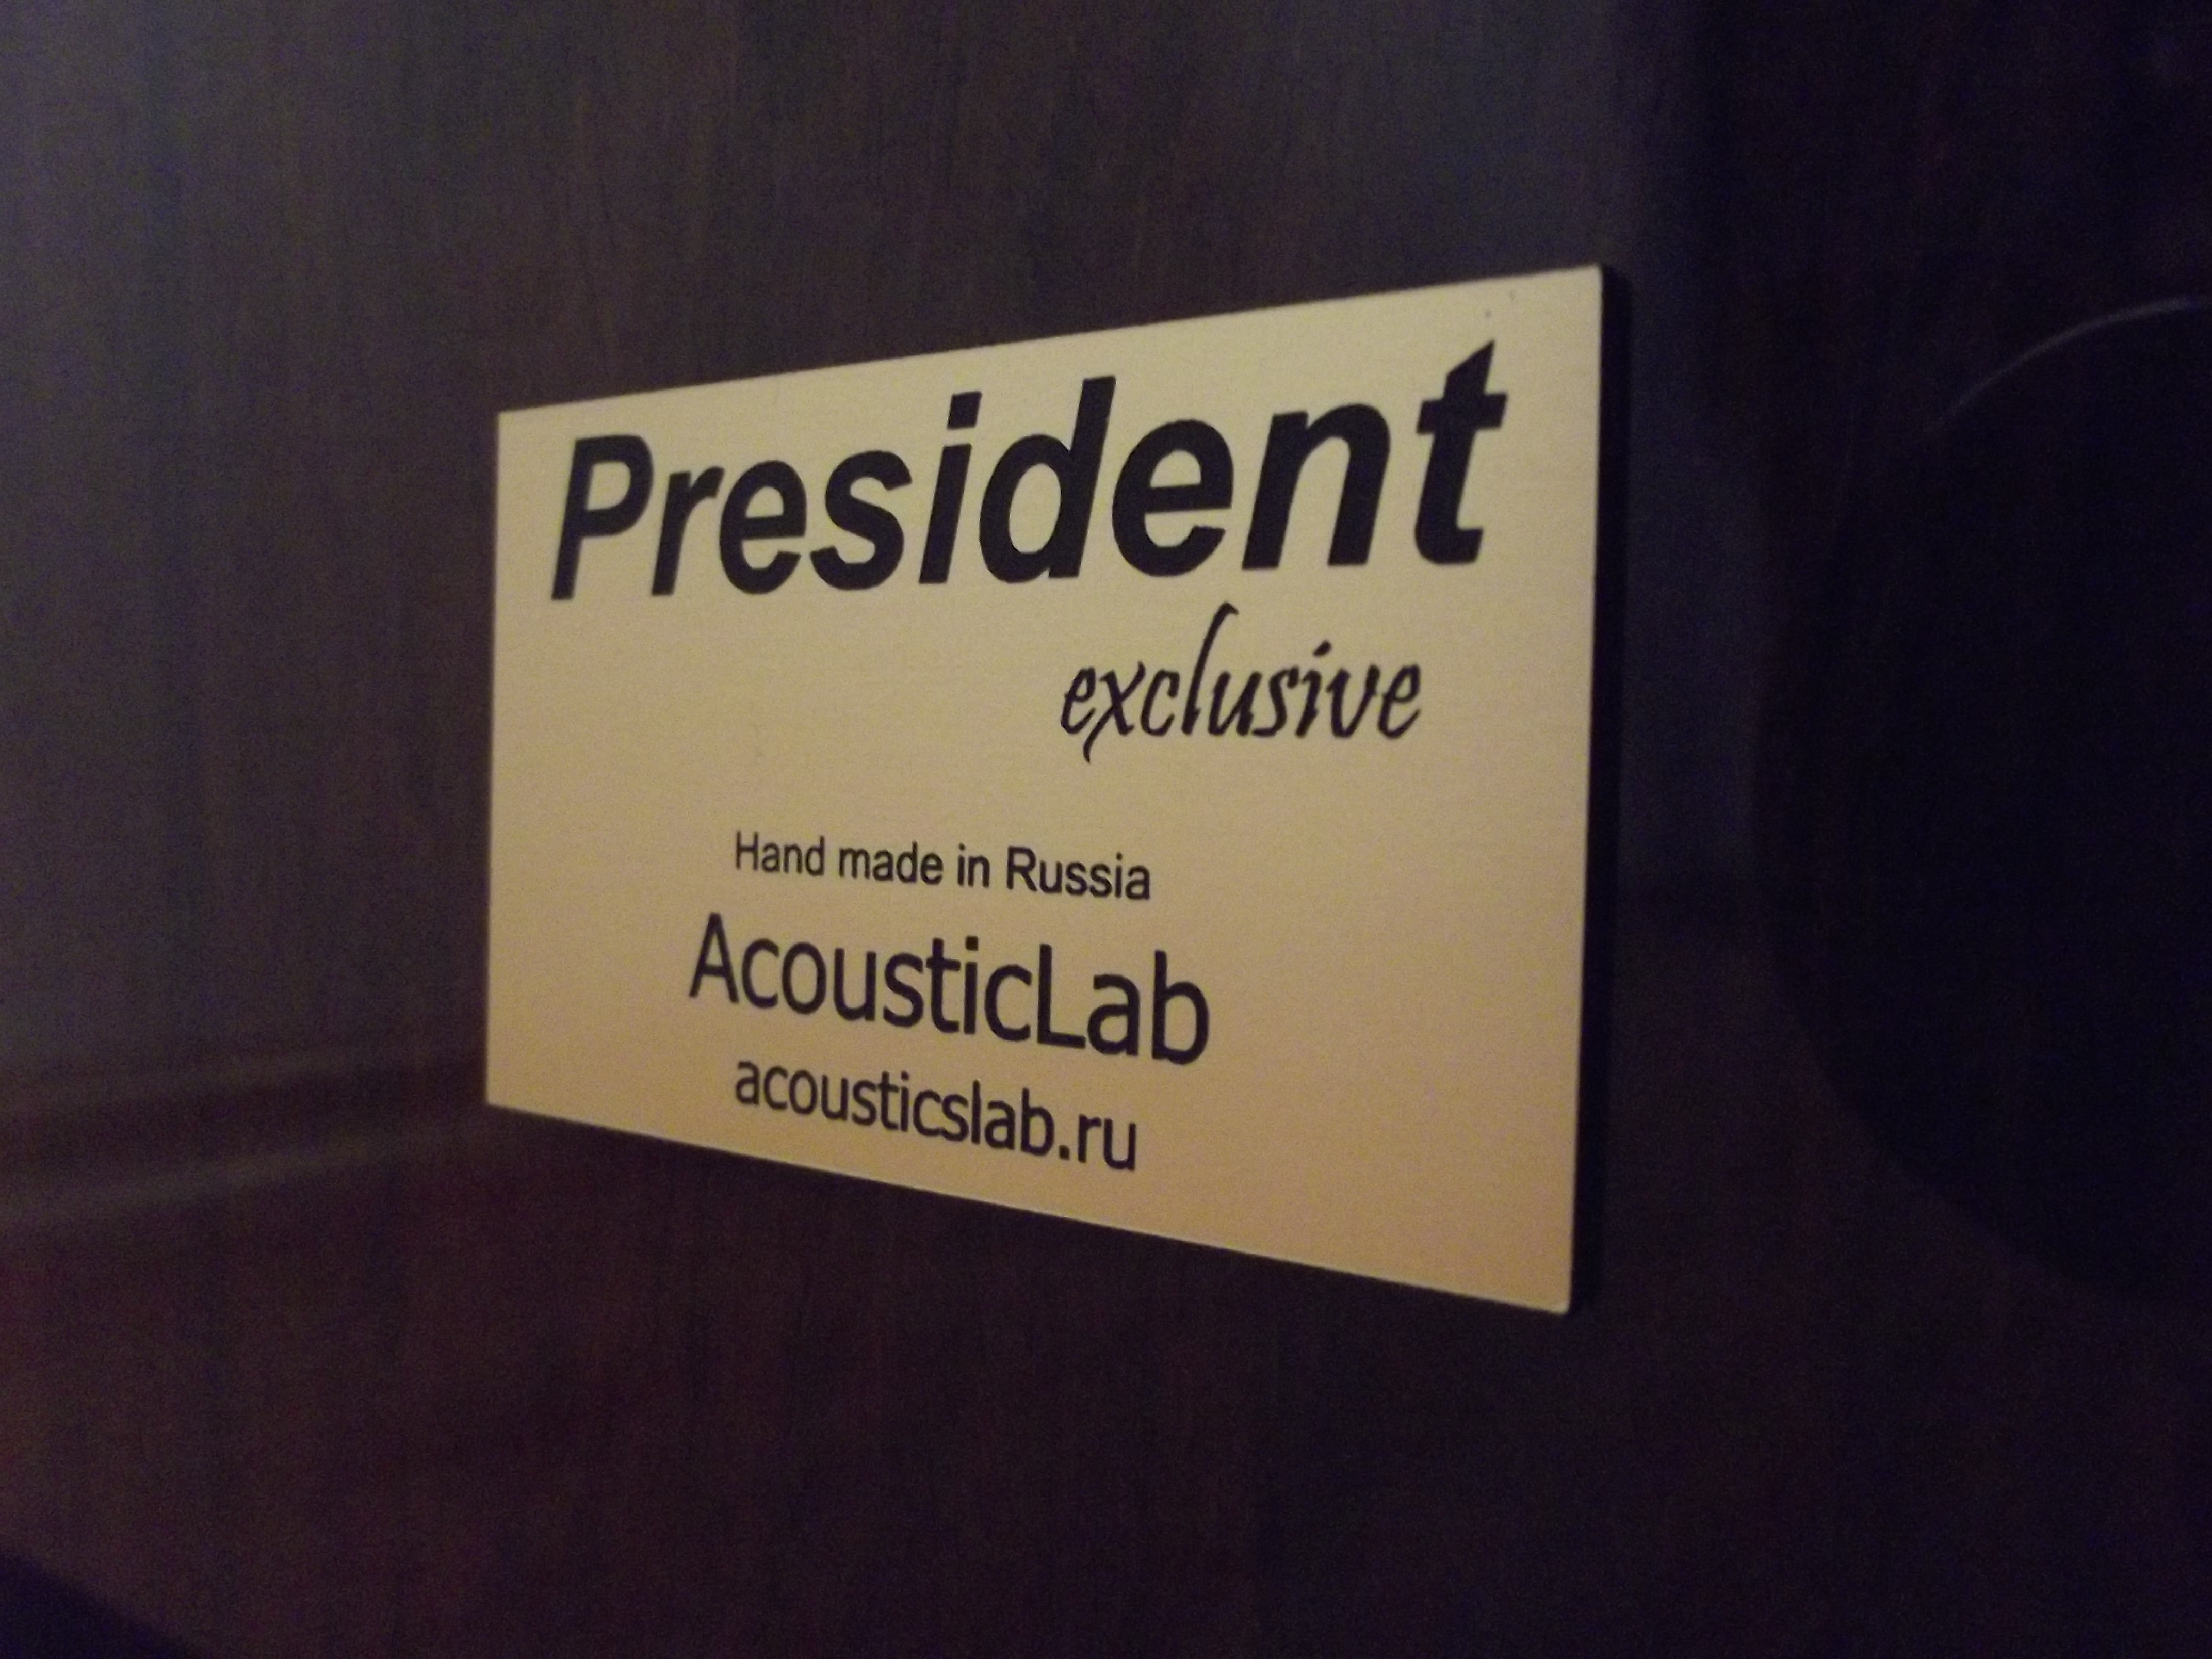 President
exclusive
Hand made in Russia
AcousticLab
acousticslab.ru